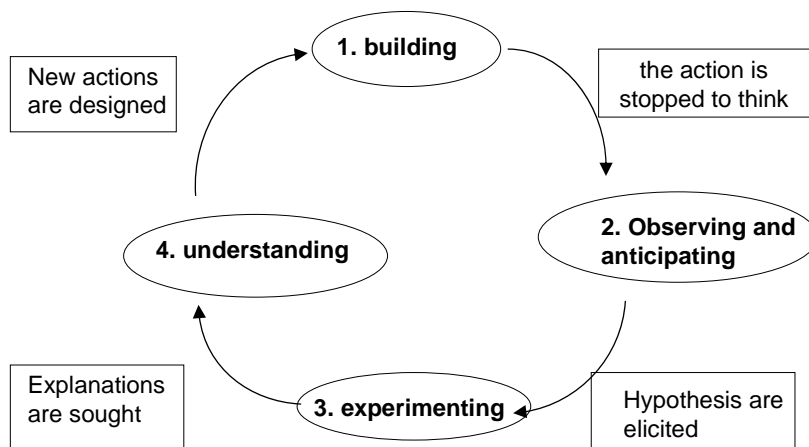 1. building
the action is
stopped to think
2. Observing and
anticipating
Hypothesis are
elicited
3. experimenting
Explanations
are sought
4. understanding
New actions
are designed